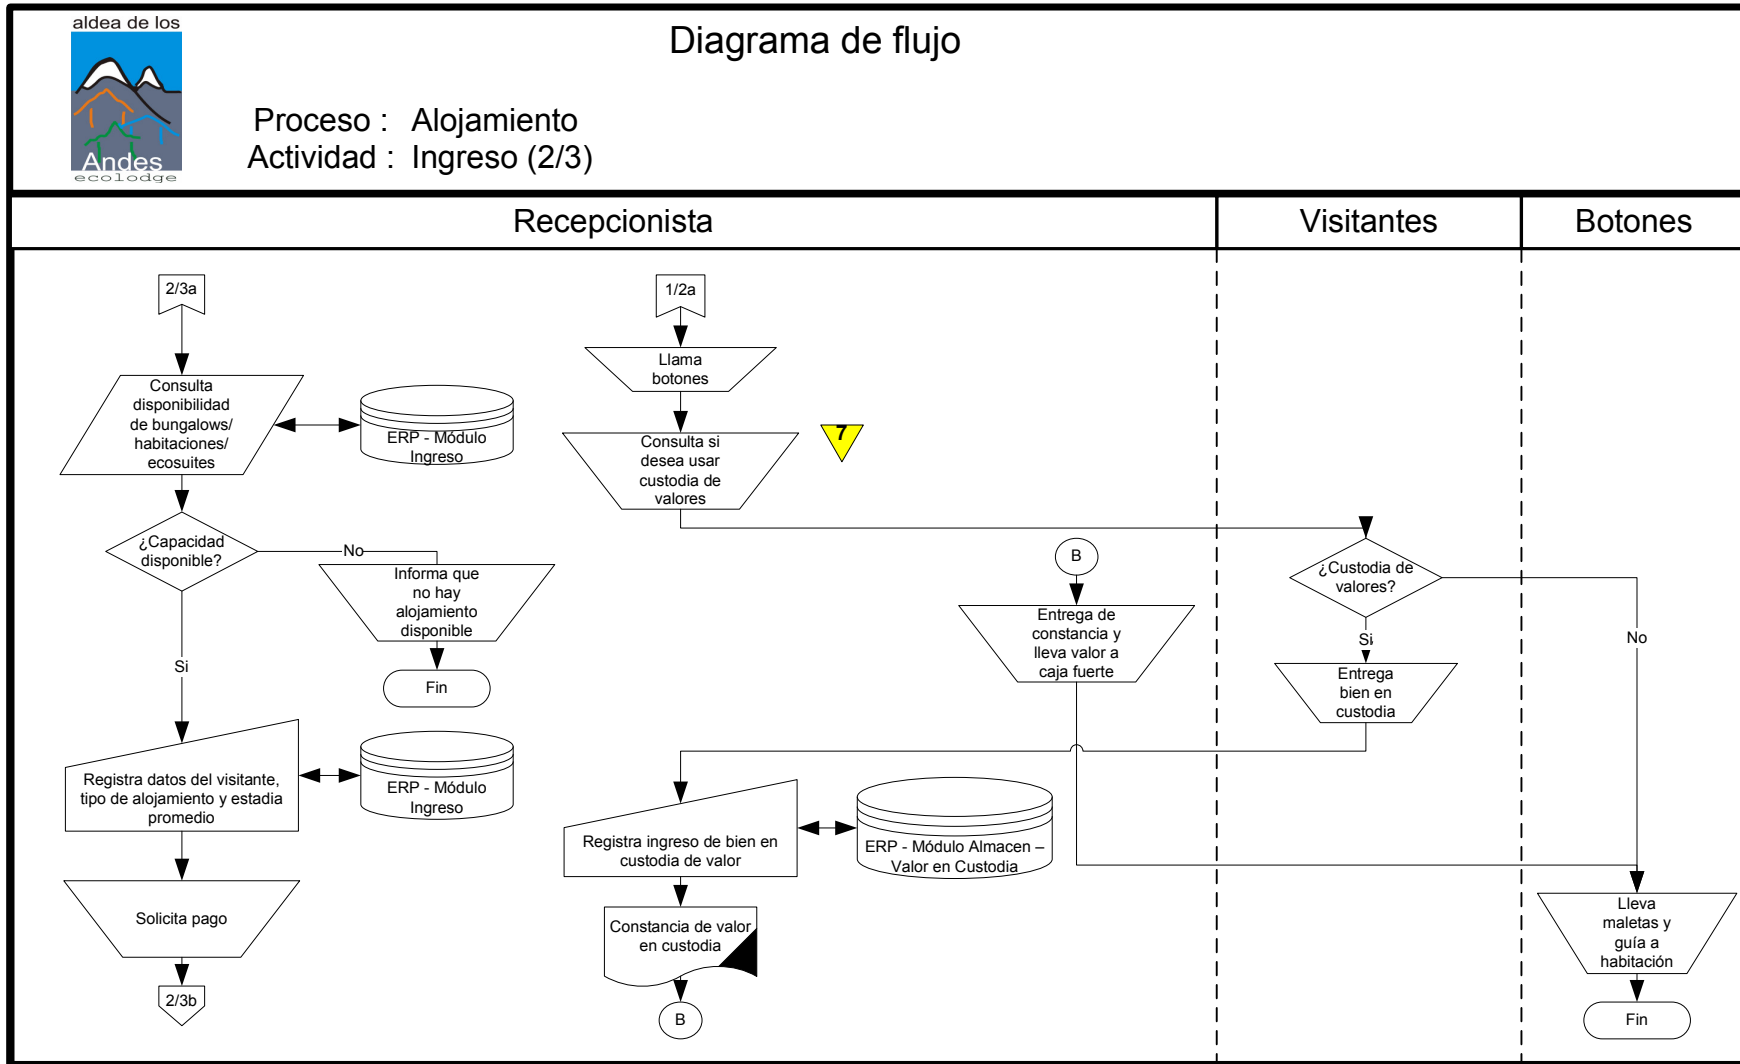 aldea de los
Andes
ecolodge
Diagrama de flujo
Proceso : Alojamiento
Actividad : Ingreso (2/3)
Recepcionista
Visitantes
Botones
2/3a
Consulta
disponibilidad
de bungalows/
habitaciones/
ecosuites
ERP - Módulo
Ingreso
¿Capacidad
disponible?
No
Informa que
no hay
alojamiento
disponible
Fin
Si
Registra datos del visitante,
tipo de alojamiento y estadia
promedio
ERP - Módulo
Ingreso
Solicita pago
2/3b
1/2a
Llama
botones
Consulta si
desea usar
custodia de
valores
7
B
Entrega de
constancia y
lleva valor a
caja fuerte
¿Custodia de
valores?
Si
No
Entrega
bien en
custodia
Registra ingreso de bien en
custodia de valor
ERP - Módulo Almacen –
Valor en Custodia
Constancia de valor
en custodia
B
Lleva
maletas y
guía a
habitación
Fin